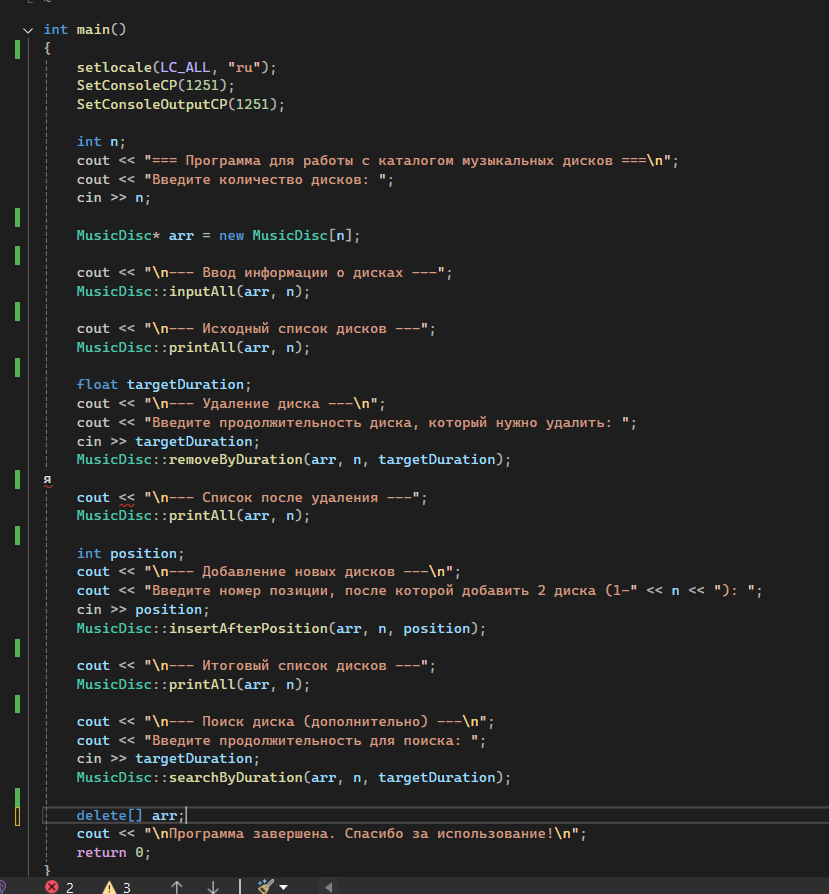 int main()
{
    setlocale(LC_ALL, "ru");
    SetConsoleCP(1251);
    SetConsoleOutputCP(1251);

    int n;
    cout << "=== Программа для работы с каталогом музыкальных дисков ===\n";
    cout << "Введите количество дисков: ";
    cin >> n;

    MusicDisc* arr = new MusicDisc[n];

    cout << "\n--- Ввод информации о дисках ---";
    MusicDisc::inputAll(arr, n);

    cout << "\n--- Исходный список дисков ---";
    MusicDisc::printAll(arr, n);

    float targetDuration;
    cout << "\n--- Удаление диска ---\n";
    cout << "Введите продолжительность диска, который нужно удалить: ";
    cin >> targetDuration;
    MusicDisc::removeByDuration(arr, n, targetDuration);
я
    cout << "\n--- Список после удаления ---";
    MusicDisc::printAll(arr, n);

    int position;
    cout << "\n--- Добавление новых дисков ---\n";
    cout << "Введите номер позиции, после которой добавить 2 диска (1-" << n << "): ";
    cin >> position;
    MusicDisc::insertAfterPosition(arr, n, position);

    cout << "\n--- Итоговый список дисков ---";
    MusicDisc::printAll(arr, n);

    cout << "\n--- Поиск диска (дополнительно) ---\n";
    cout << "Введите продолжительность для поиска: ";
    cin >> targetDuration;
    MusicDisc::searchByDuration(arr, n, targetDuration);

    delete[] arr;
    cout << "\nПрограмма завершена. Спасибо за использование!\n";
    return 0;
}
2 3